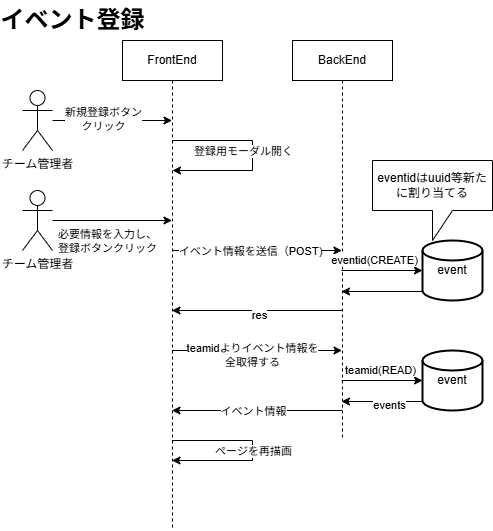 イベント登録
FrontEnd
BackEnd
新規登録ボタン
クリック
チーム管理者
登録用モーダル開く
eventidはuuid等新た
に割り当てる
必要情報を入力し、
登録ボタンクリック
チーム管理者
イベント情報を送信（POST）
eventid(CREATE)
event
res
teamidよりイベント情報を
全取得する
teamid(READ)
event
events
イベント情報
ページを再描画